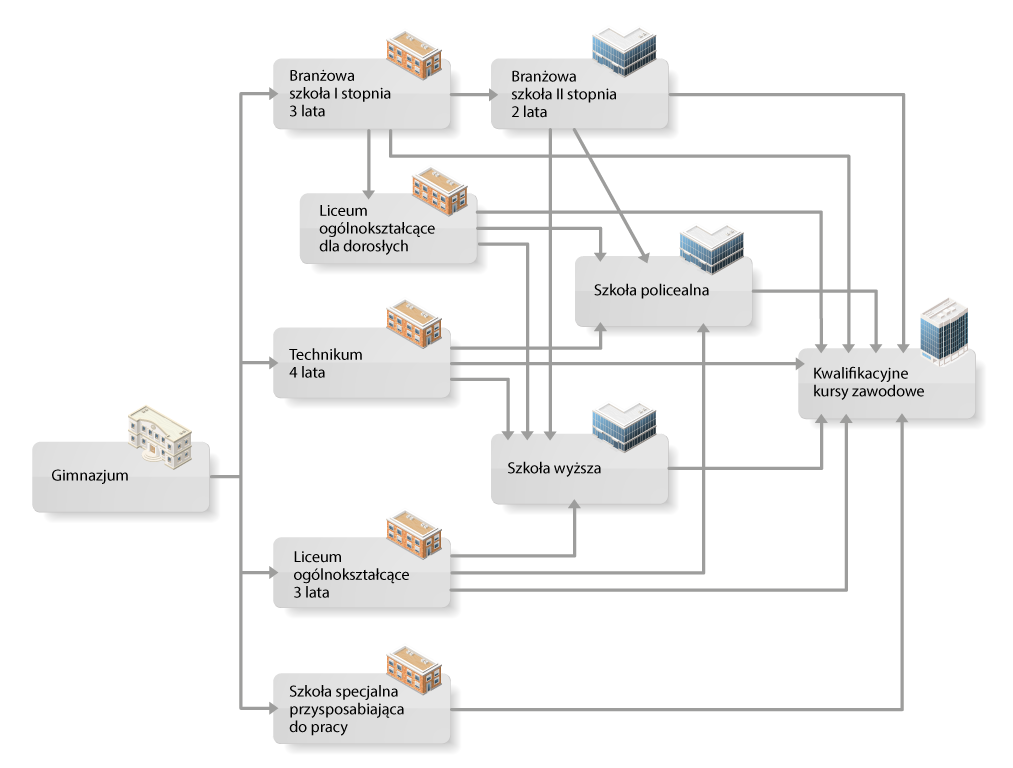 Branżowa
szkoła I stopnia
3 lata
Branżowa
szkoła II stopnia
2 lata
Liceum
ogólnokształcące
dla dorosłych
Szkoła policealna
Technikum
4 lata
Kwalifikacyjne
kursy zawodowe
Gimnazjum
Szkoła wyższa
Liceum
ogólnokształcące
3 lata
Szkoła specjalna
przysposabiająca
do pracy